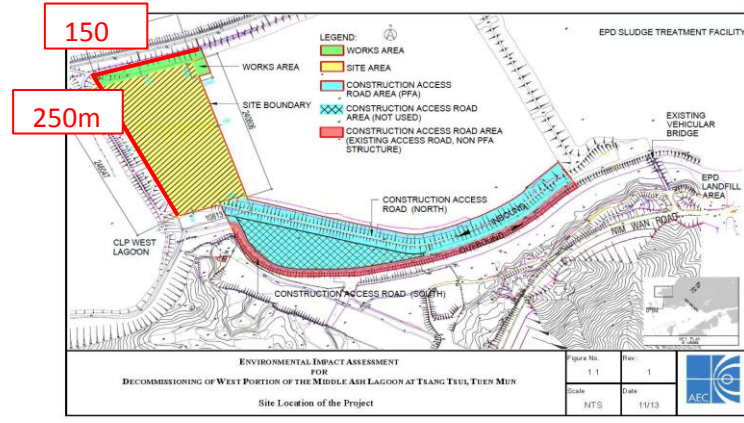 150
250m
LEGEND:
WORKS AREA
SITE AREA
CONSTRUCTION ACCESS
ROAD AREA (PFA)
CONSTRUCTION ACCESS ROAD
AREA (NOT USED)
CONSTRUCTION ACCESS ROAD AREA
(EXISTING ACCESS ROAD, NON PFA
STRUCTURE)
EPD SLUDGE TREATMENT FACILITY
WORKS AREA
SITE BOUNDARY
EXISTING
VEHICULAR
BRIDGE
EPD
LANDFILL
AREA
CONSTRUCTION ACCESS
ROAD (NORTH)
INBOUND
OUTBOUND
NIM WAN ROAD
CLP WEST
LAGOON
CONSTRUCTION ACCESS ROAD (SOUTH)
KEY PLAN
ENVIRONMENTAL IMPACT ASSESSMENT
FOR
DECOMMISSIONING OF WEST PORTION OF THE MIDDLE ASH LAGOON AT TSANG TSUI, TUEN MUN
Site Location of the Project
Figure No.
1.1
Rev.
1
Scale
NTS
Date
11/13
AEC